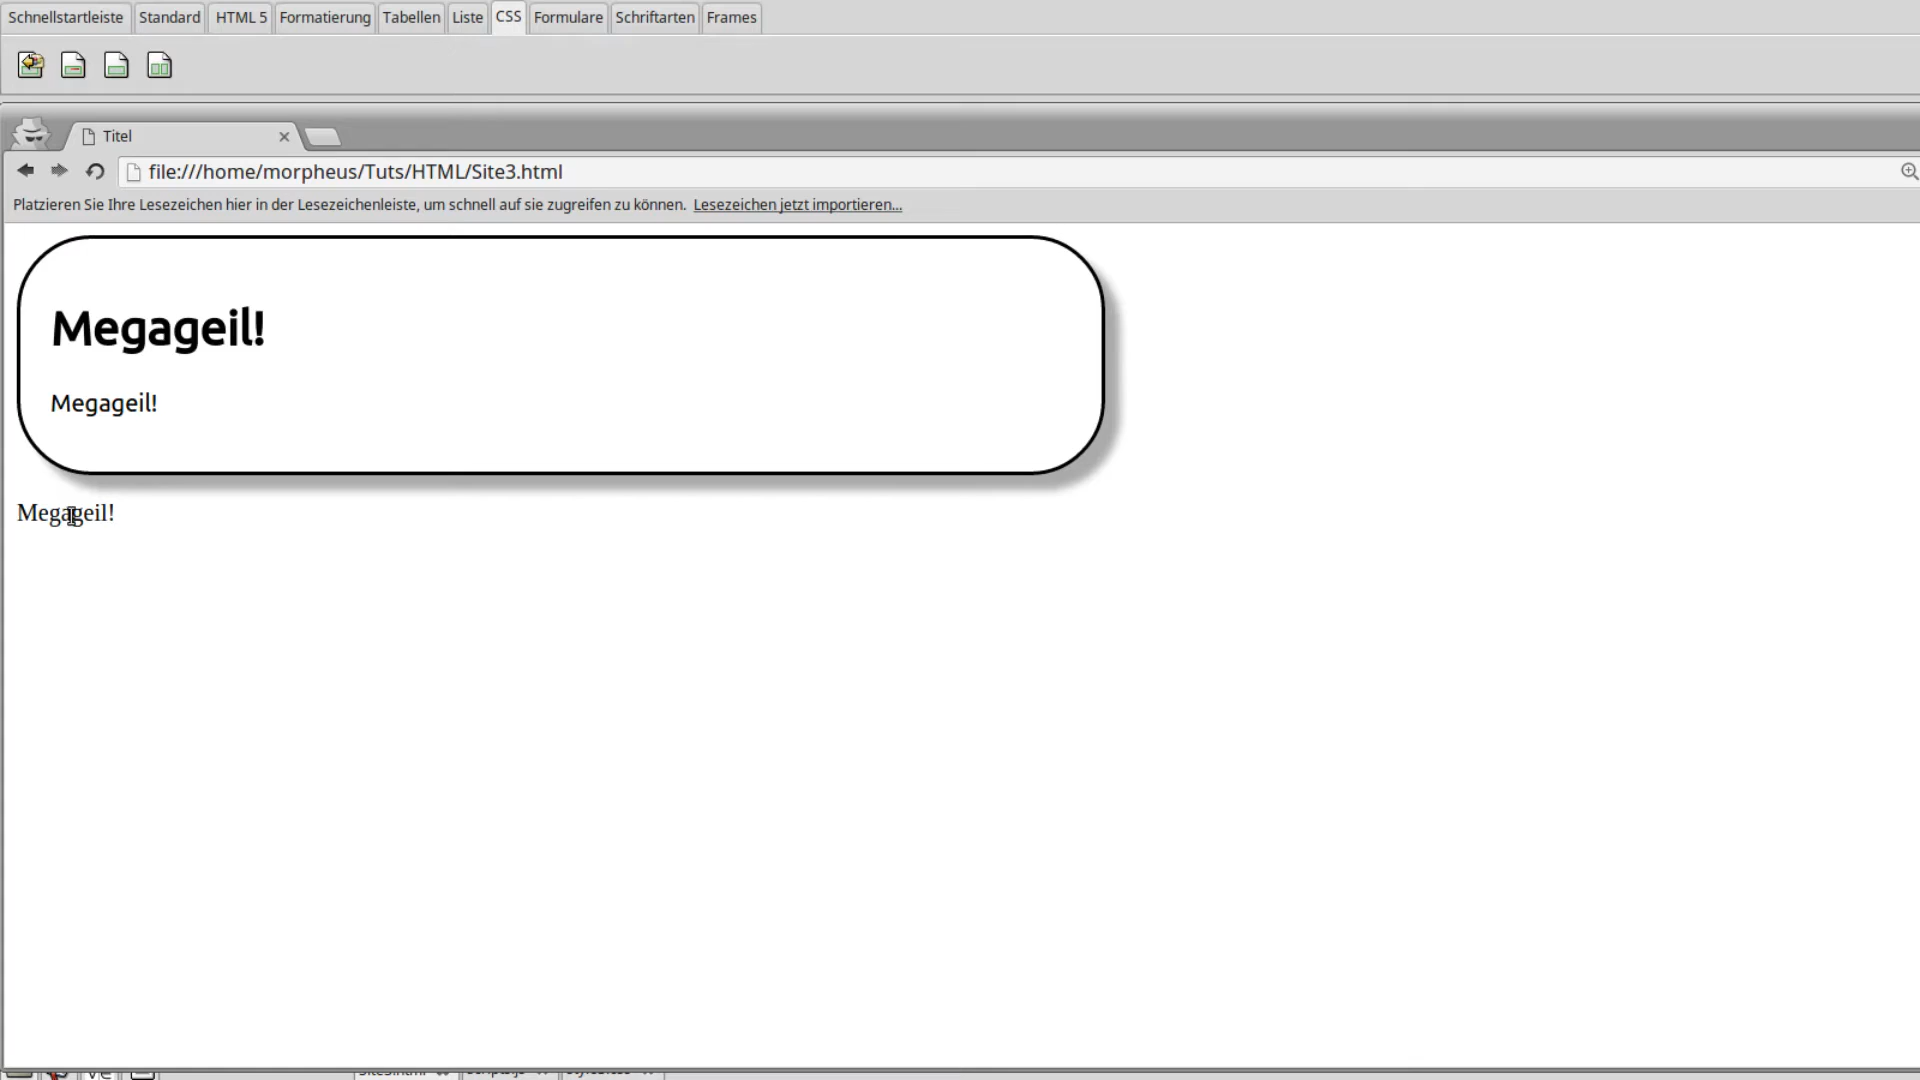 Schnellstartleiste Standard HTML 5 Formatierung Tabellen Liste CSS Formulare Schriftarten Frames
Titel
file:///home/morpheus/Tuts/HTML/Site3.html
Platzieren Sie Ihre Lesezeichen hier in der Lesezeichenleiste, um schnell auf sie zugreifen zu können. Lesezeichen jetzt importieren...
Megageil!
Megageil!
Megageil!